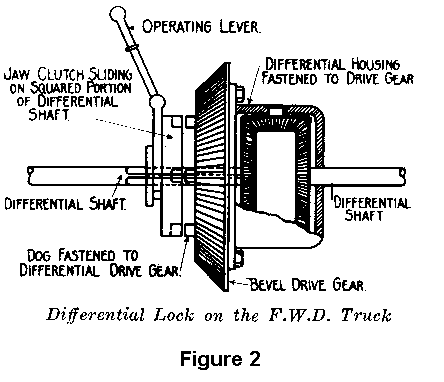 OPERATING LEVER.
JAW CLUTCH SLIDING
ON SQUARED PORTION
OF DIFFERENTIAL
SHAFT.
DIFFERENTIAL HOUSING
FASTENED TO DRIVE GEAR
DIFFERENTIAL SHAFT.
DIFFERENTIAL
SHAFT
DOG FASTENED TO
DIFFERENTIAL DRIVE GEAR.
BEVEL DRIVE GEAR.
Differential Lock on the F.W.D. Truck
Figure 2